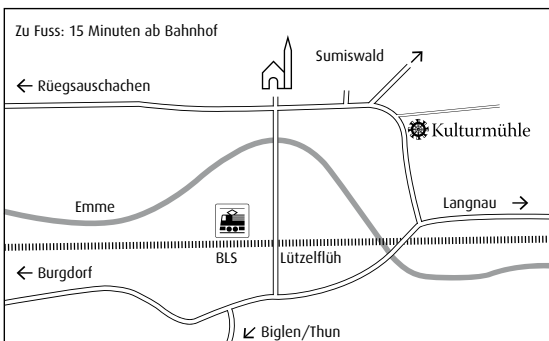 Zu Fuss: 15 Minuten ab Bahnhof
Sumiswald
← Rüegsauschachen
Kulturmühle
Emme
Langnau →
BLS
Lützelflüh
← Burgdorf
↙ Biglen/Thun